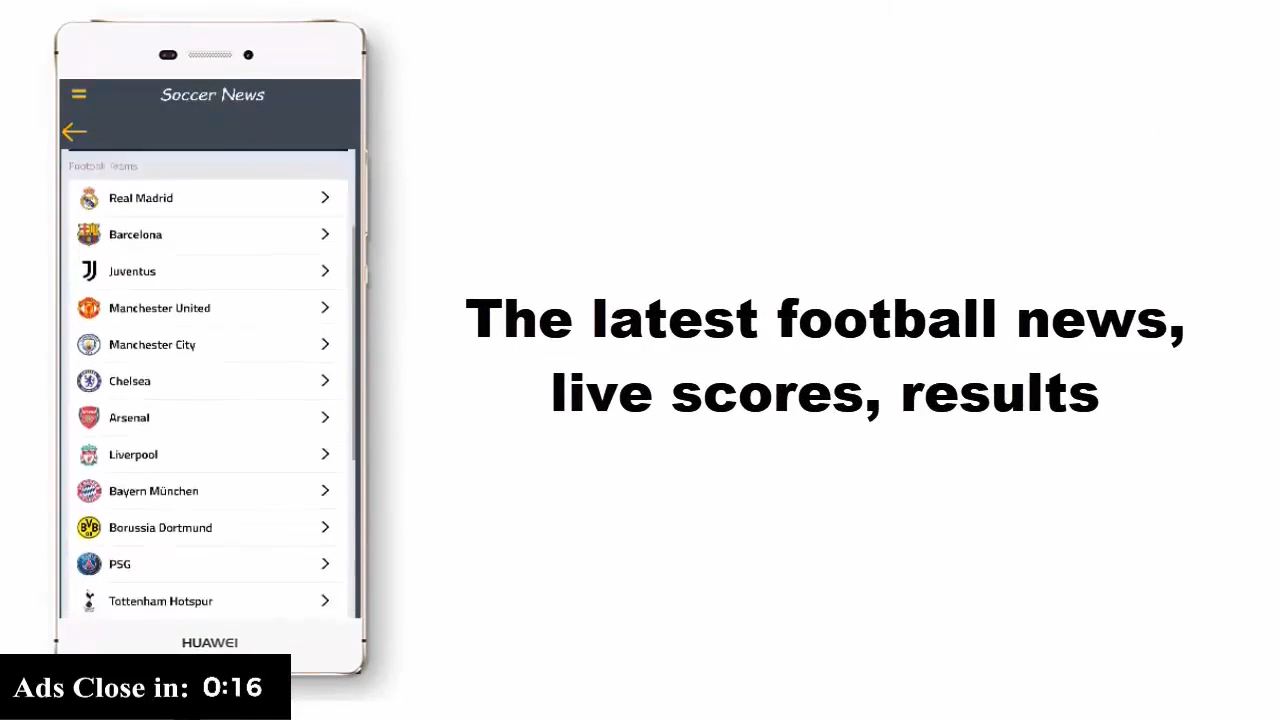 Soccer News
Football Teams
Real Madrid
Barcelona
Juventus
Manchester United
Manchester City
Chelsea
Arsenal
Liverpool
Bayern München
Borussia Dortmund
PSG
Tottenham Hotspur
HUAWEI
The latest football news,
live scores, results
Ads Close in: 0:16